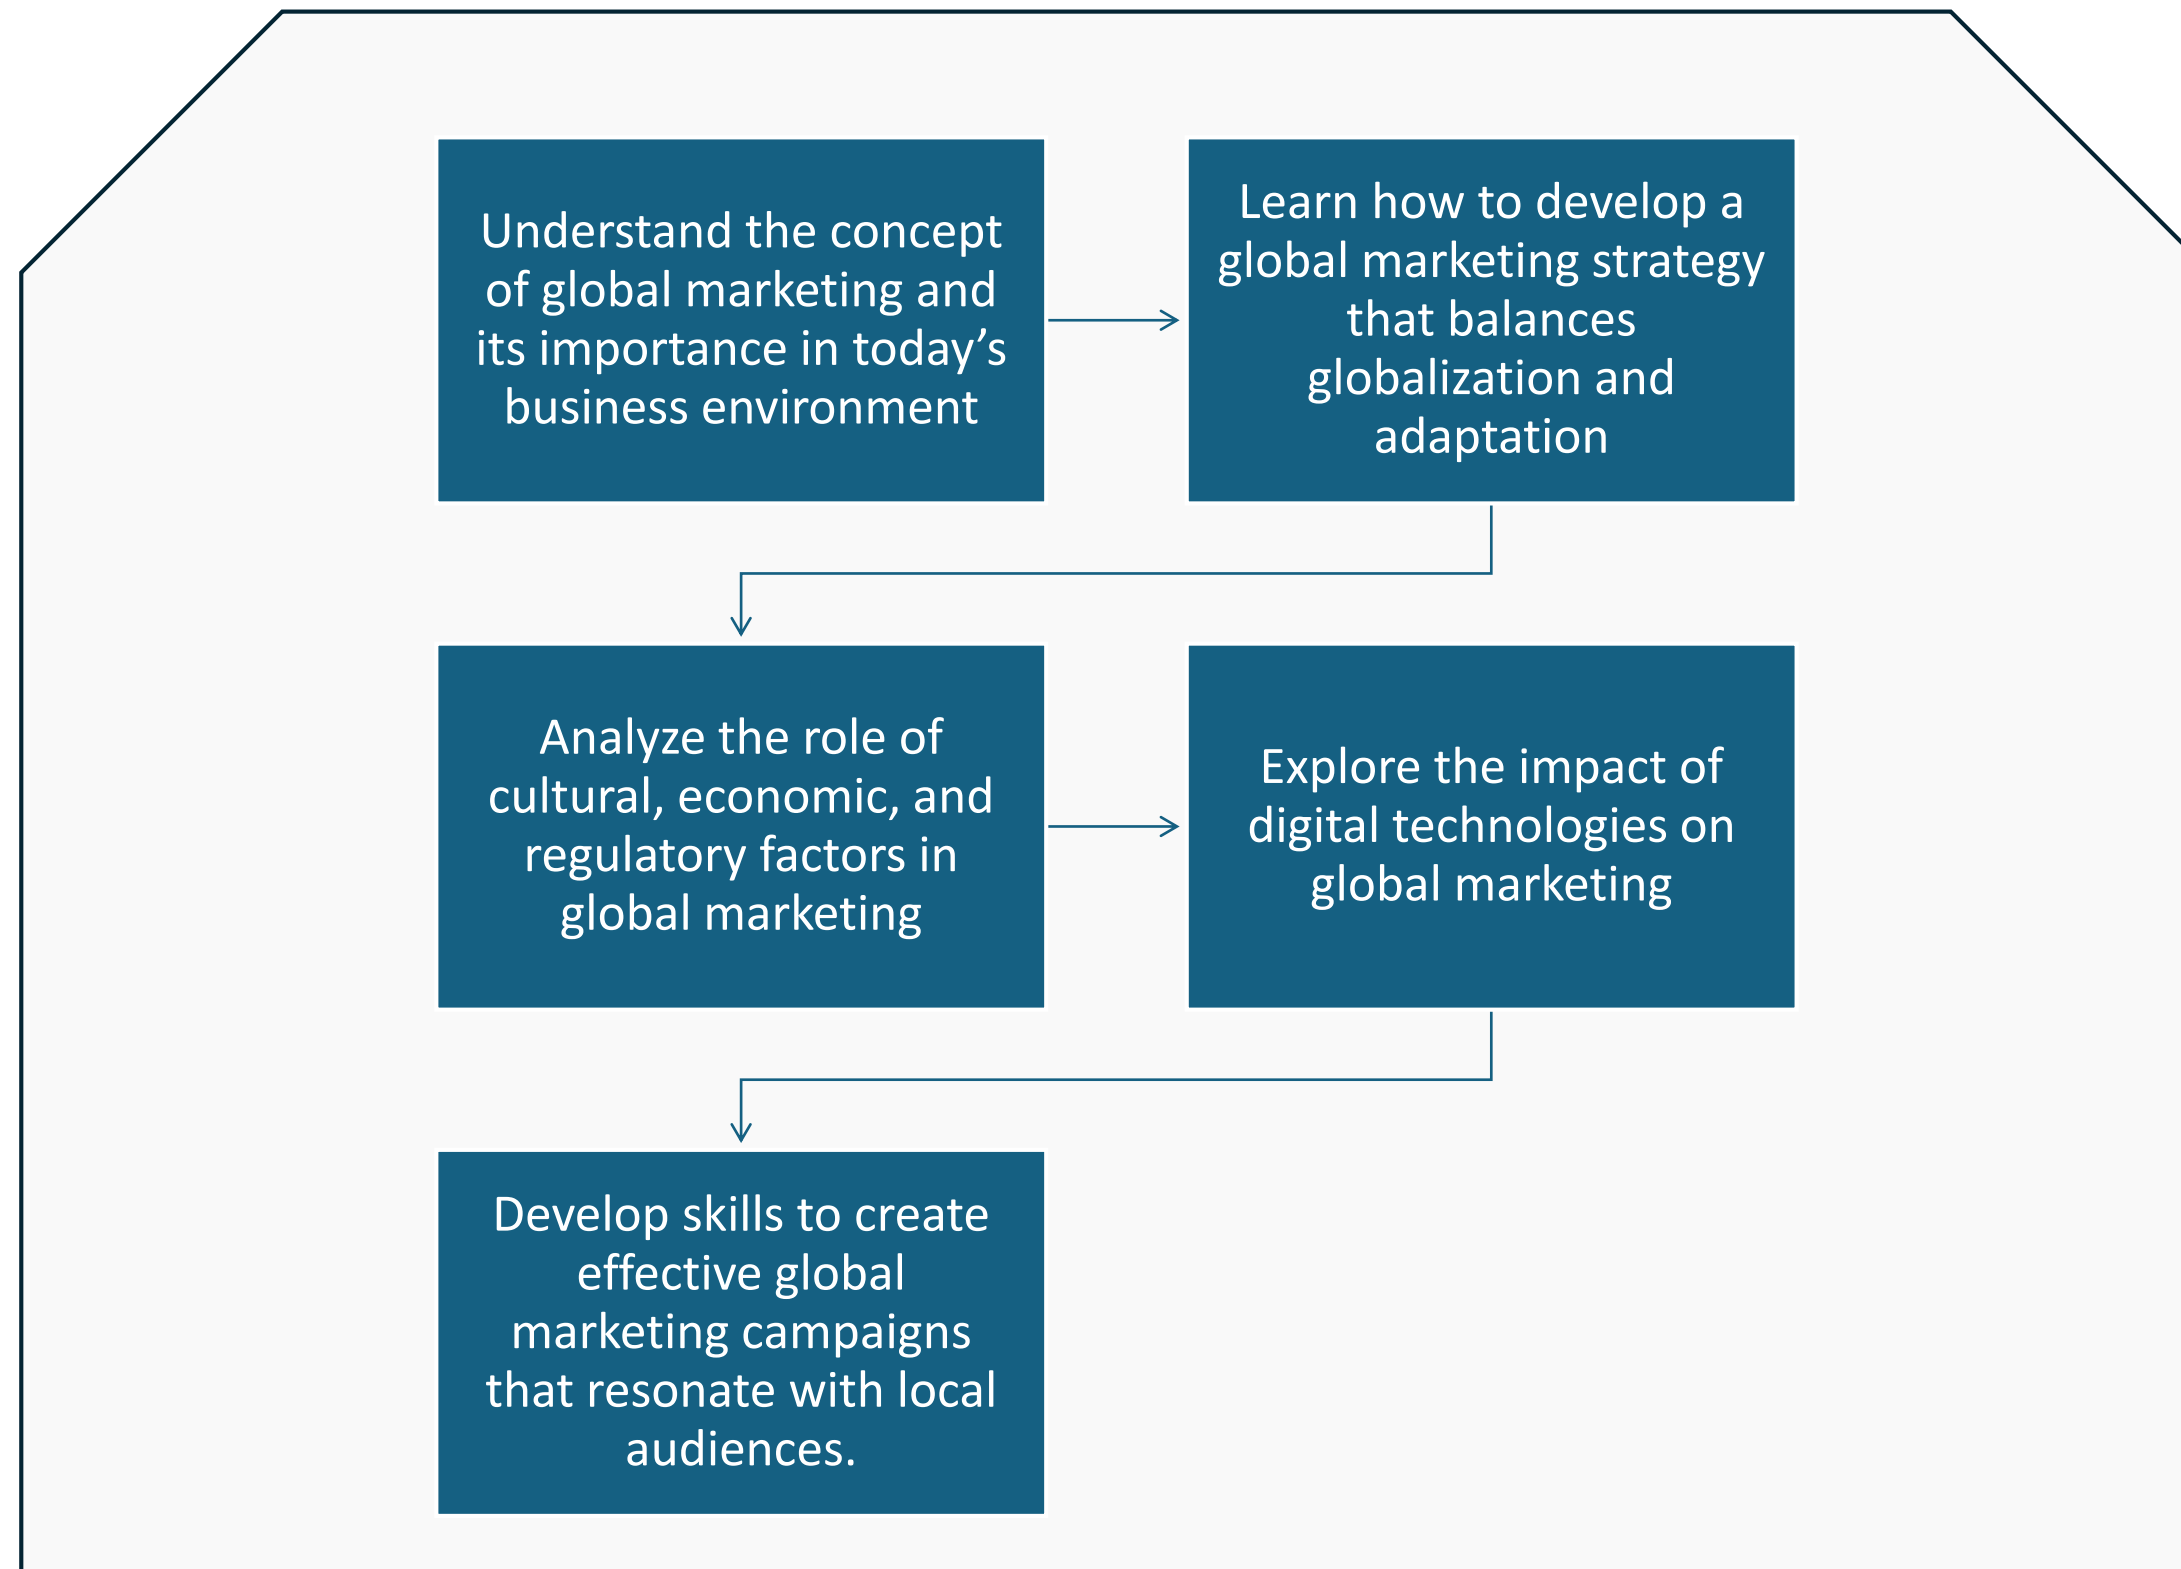 Understand the concept
of global marketing and
its importance in today’s
business environment
Learn how to develop a
global marketing strategy
that balances
globalization and
adaptation
Analyze the role of
cultural, economic, and
regulatory factors in
global marketing
Explore the impact of
digital technologies on
global marketing
Develop skills to create
effective global
marketing campaigns
that resonate with local
audiences.